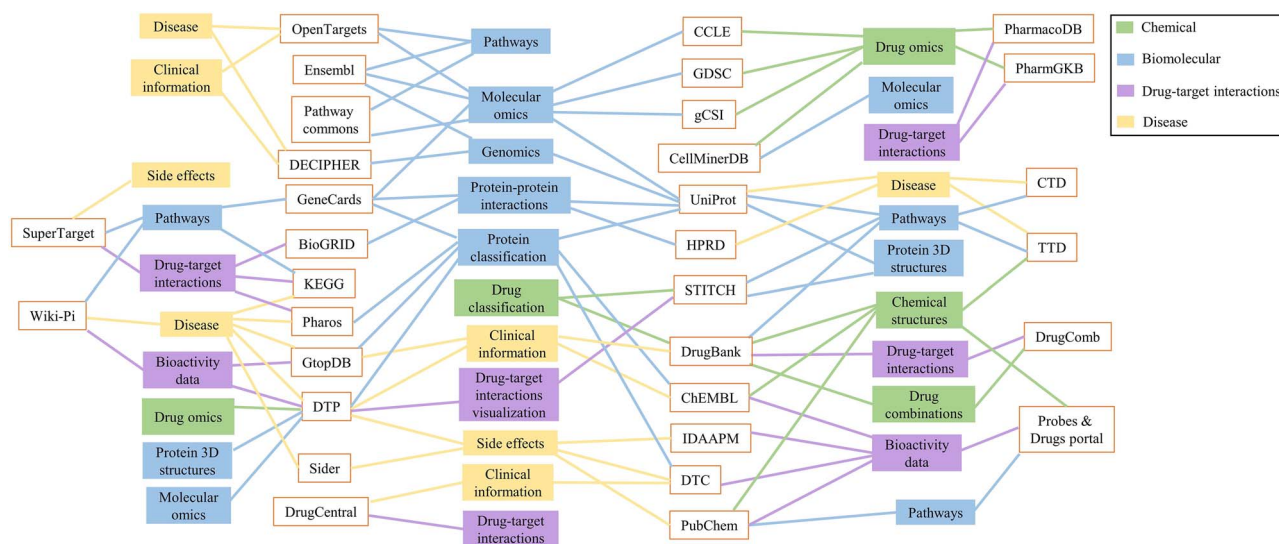 Disease
Clinical
information
Side effects
SuperTarget
Pathways
Drug-target
interactions
Wiki-Pi
Disease
Bioactivity
data
Drug omics
Protein 3D
structures
Molecular
omics
OpenTargets
Ensembl
Pathway
commons
DECIPHER
GeneCards
BioGRID
KEGG
Pharos
GtopDB
DTP
Sider
DrugCentral
Pathways
Molecular
omics
Genomics
Protein-protein
interactions
Protein
classification
Drug
classification
Clinical
information
Drug-target
interactions
visualization
Side effects
Clinical
information
Drug-target
interactions
CCLE
GDSC
gCSI
CellMinerDB
UniProt
HPRD
STITCH
DrugBank
ChEMBL
IDAAPM
DTC
PubChem
Drug omics
Molecular
omics
Drug-target
interactions
Disease
Pathways
Protein 3D
structures
Chemical
structures
Drug-target
interactions
Drug
combinations
Bioactivity
data
Pathways
PharmacoDB
PharmGKB
CTD
TTD
DrugComb
Probes &
Drugs portal
Chemical
Biomolecular
Drug-target interactions
Disease